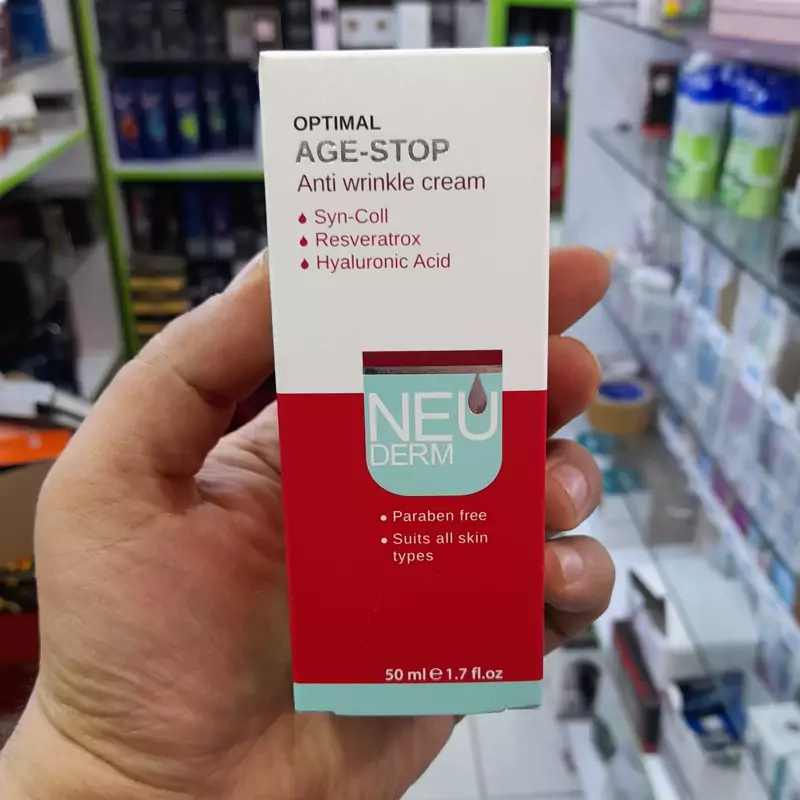 OPTIMAL
AGE-STOP
Anti wrinkle cream
Syn-Coll
Resveratrox
Hyaluronic Acid
NEU
DERM
• Paraben free
• Suits all skin
types
50 ml ℮ 1.7 fl.oz